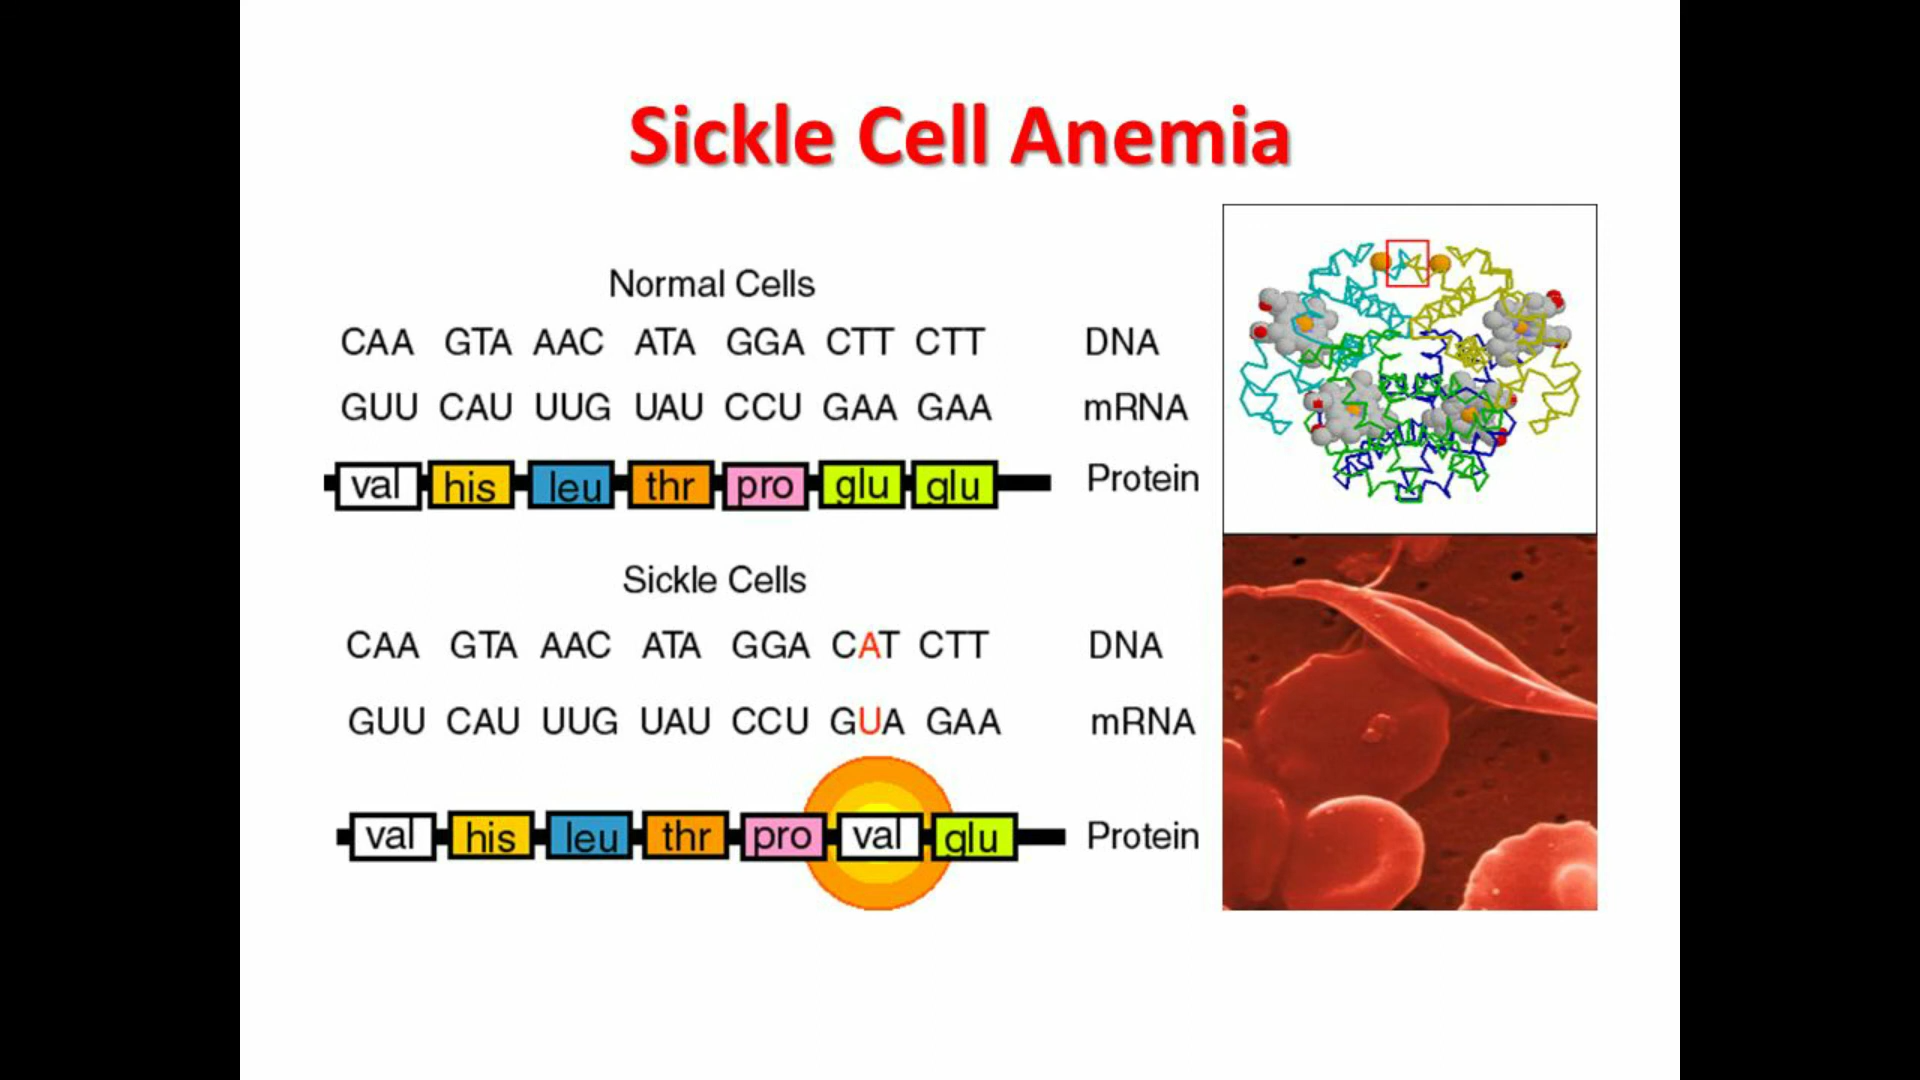 Sickle Cell Anemia
Normal Cells
CAA GTA AAC ATA GGA CTT CTT DNA
GUU CAU UUG UAU CCU GAA GAA mRNA
val his leu thr pro glu glu Protein
Sickle Cells
CAA GTA AAC ATA GGA CAT CTT DNA
GUU CAU UUG UAU CCU GUA GAA mRNA
val his leu thr pro val glu Protein